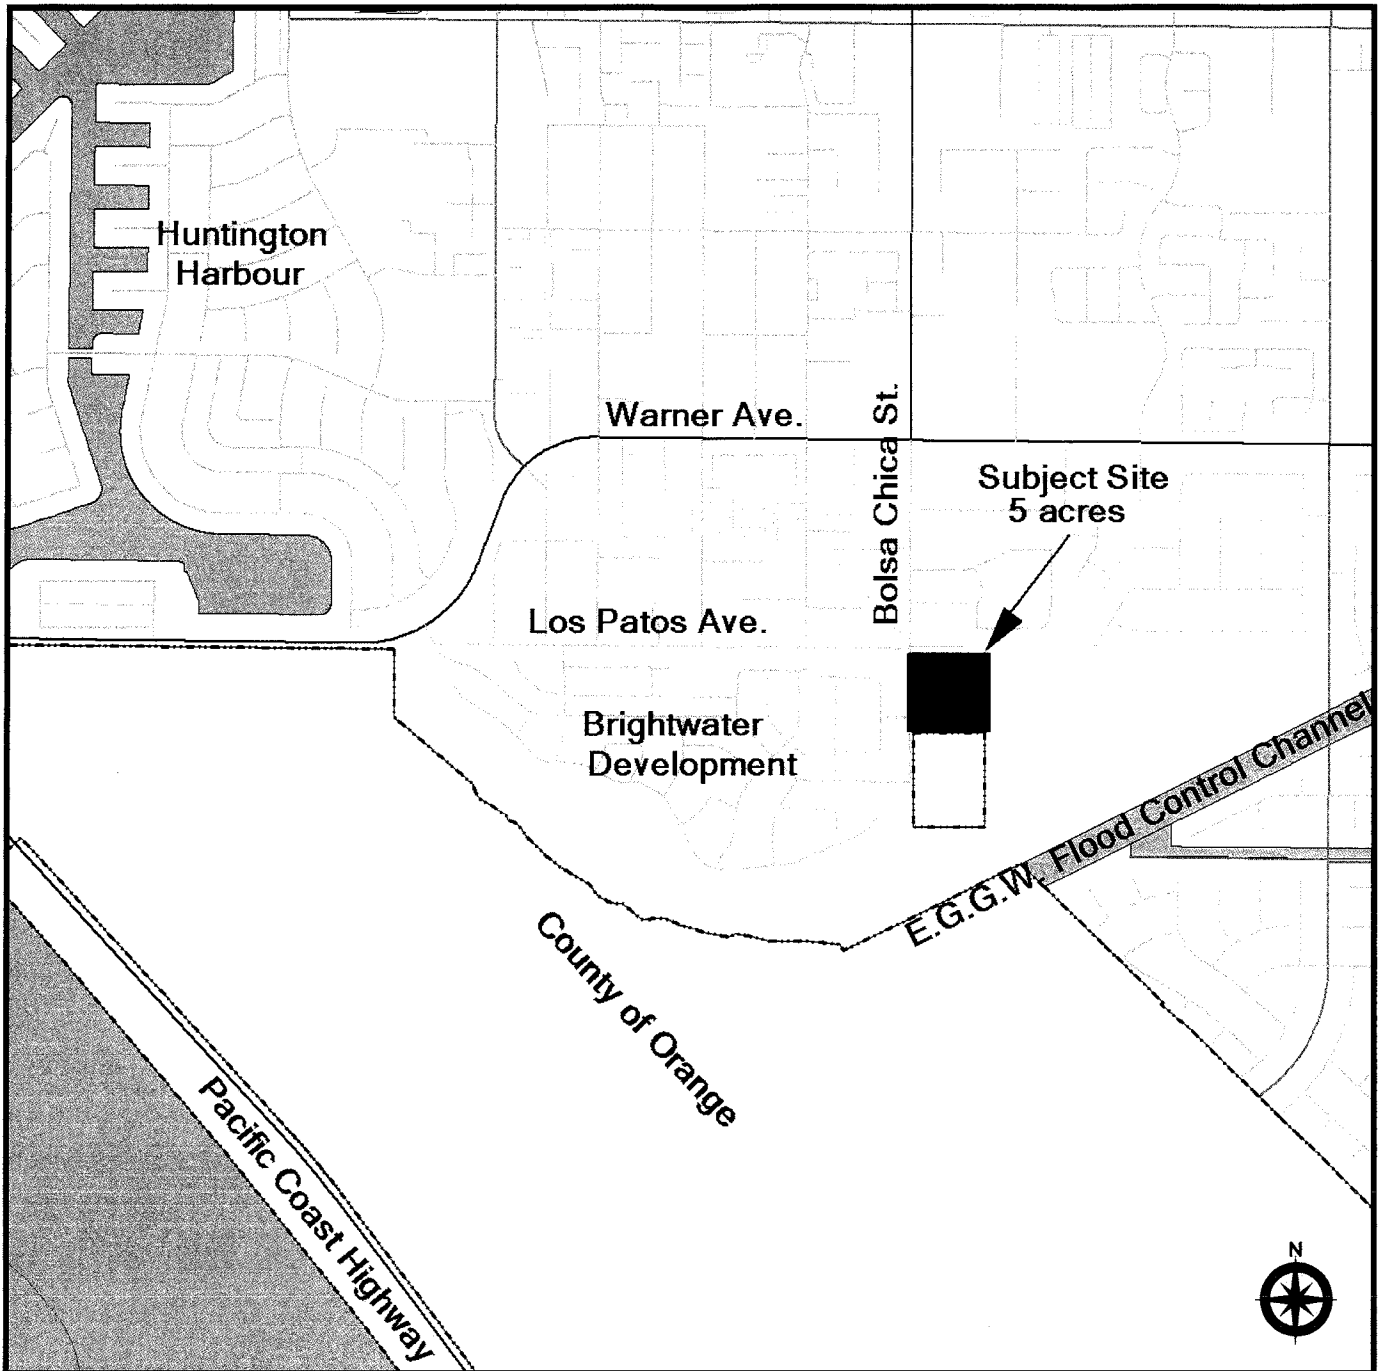 Huntington
Harbour
Warner Ave.
Bolsa Chica St.
Subject Site
5 acres
Los Patos Ave.
Brightwater
Development
E.G.G.W. Flood Control Channel
County of Orange
Pacific Coast Highway
N